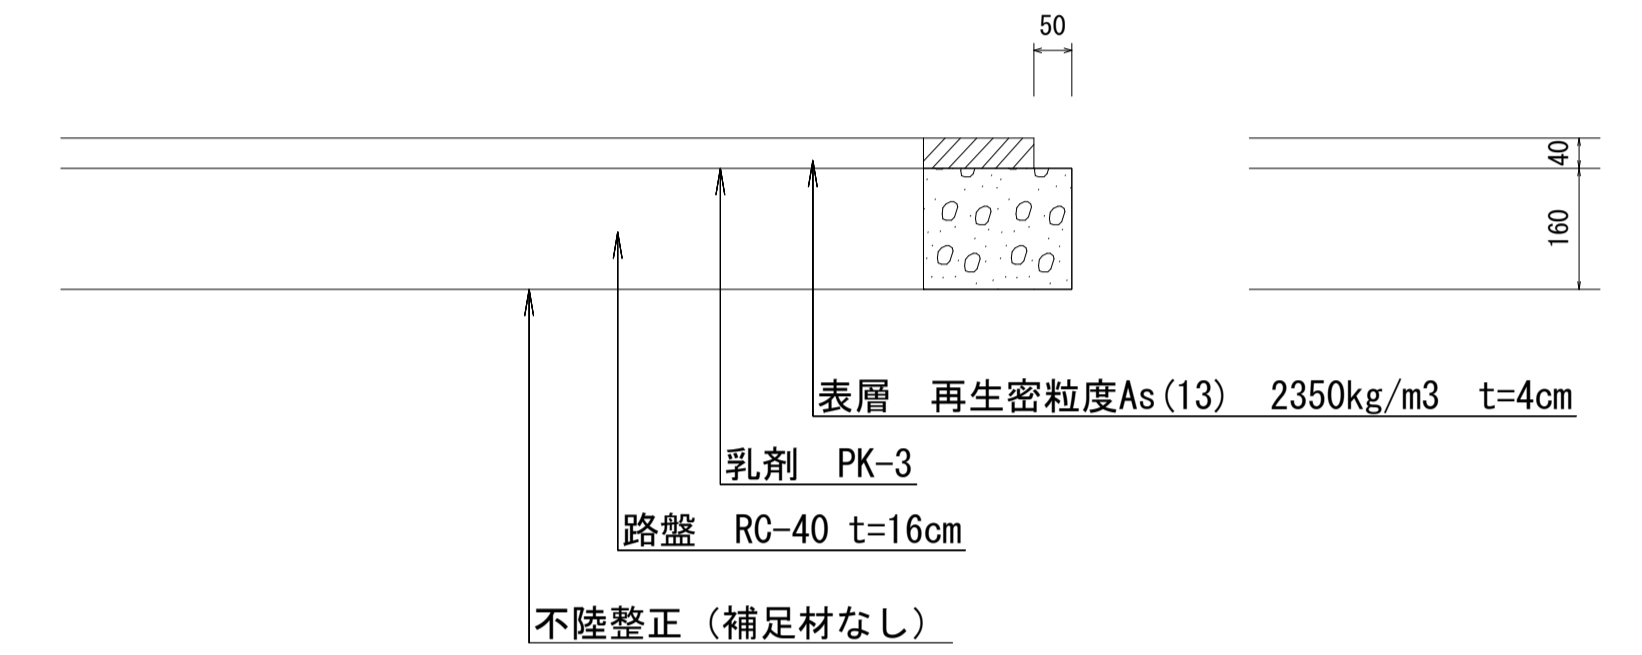 50
40
160
表層　再生密粒度As(13)　2350kg/m3　t=4cm
乳剤　PK-3
路盤　RC-40 t=16cm
不陸整正（補足材なし）